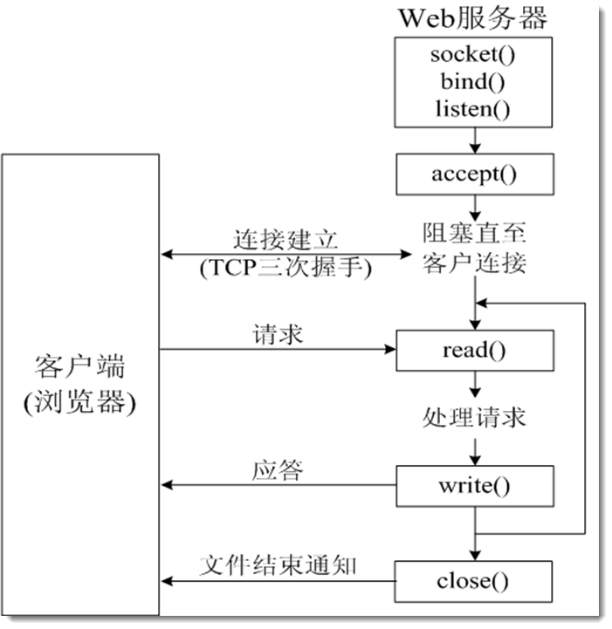 Web服务器
socket()
bind()
listen()
accept()
阻塞直至
客户连接
连接建立
(TCP三次握手)
请求
read()
客户端
(浏览器)
处理请求
应答
write()
文件结束通知
close()